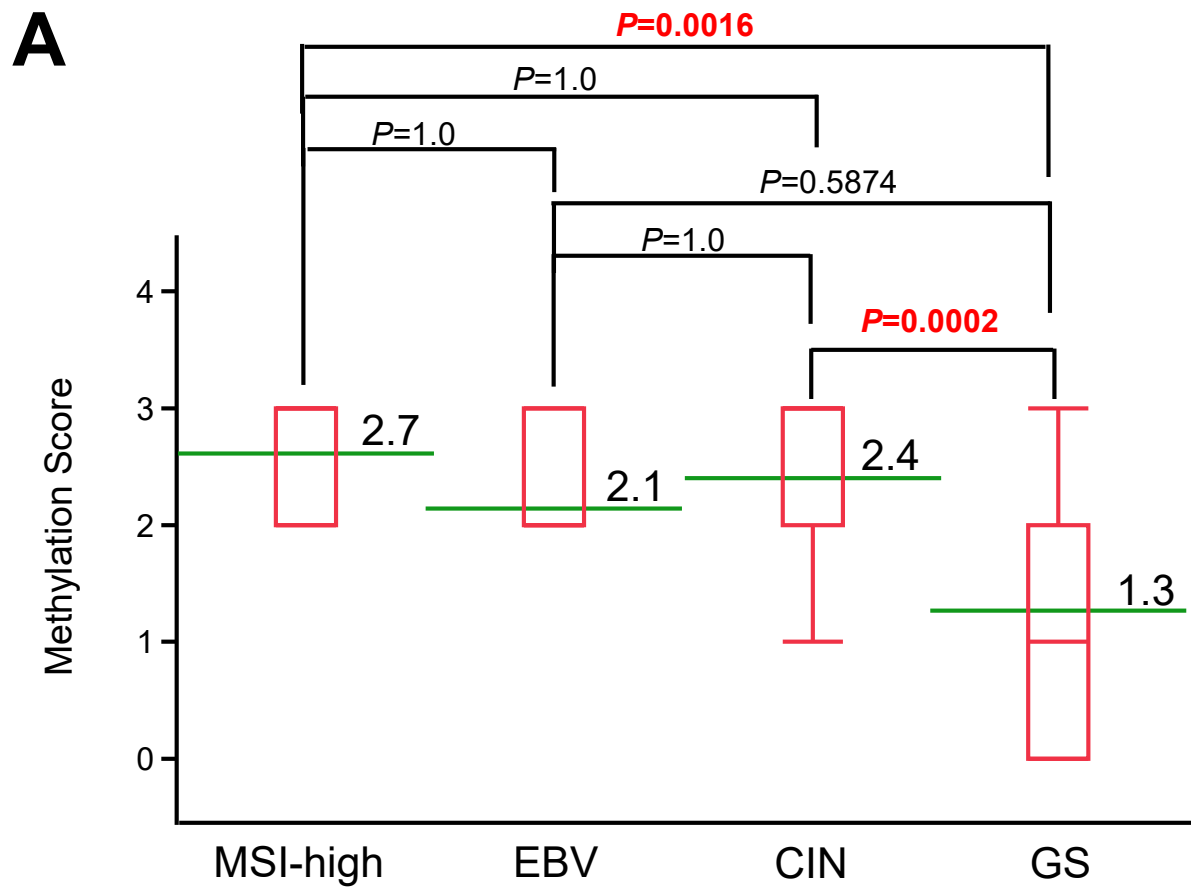 A
P=0.0016
P=1.0
P=1.0
P=0.5874
P=1.0
P=0.0002
4
3
2
1
0
Methylation Score
2.7
2.1
2.4
1.3
MSI-high EBV CIN GS